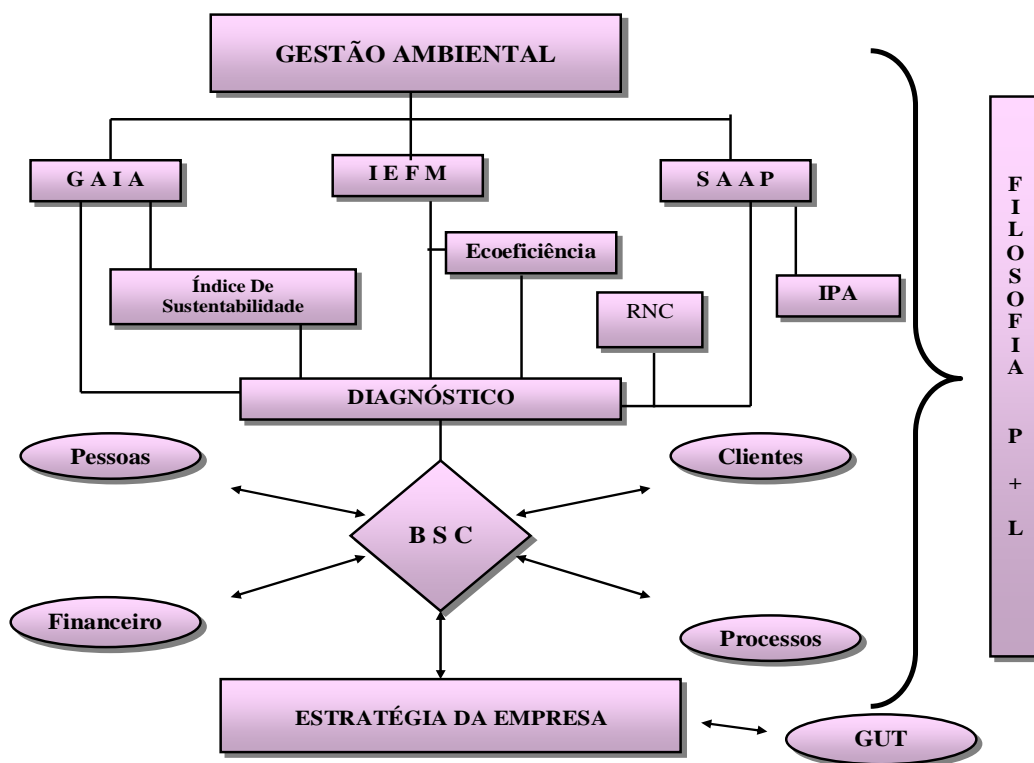 GESTÃO AMBIENTAL
G A I A
I E F M
S A A P
Ecoeficiência
Índice De
Sustentabilidade
RNC
IPA
DIAGNÓSTICO
Pessoas
Clientes
B S C
Financeiro
Processos
ESTRATÉGIA DA EMPRESA
GUT
F
I
L
O
S
O
F
I
A
P
+
L